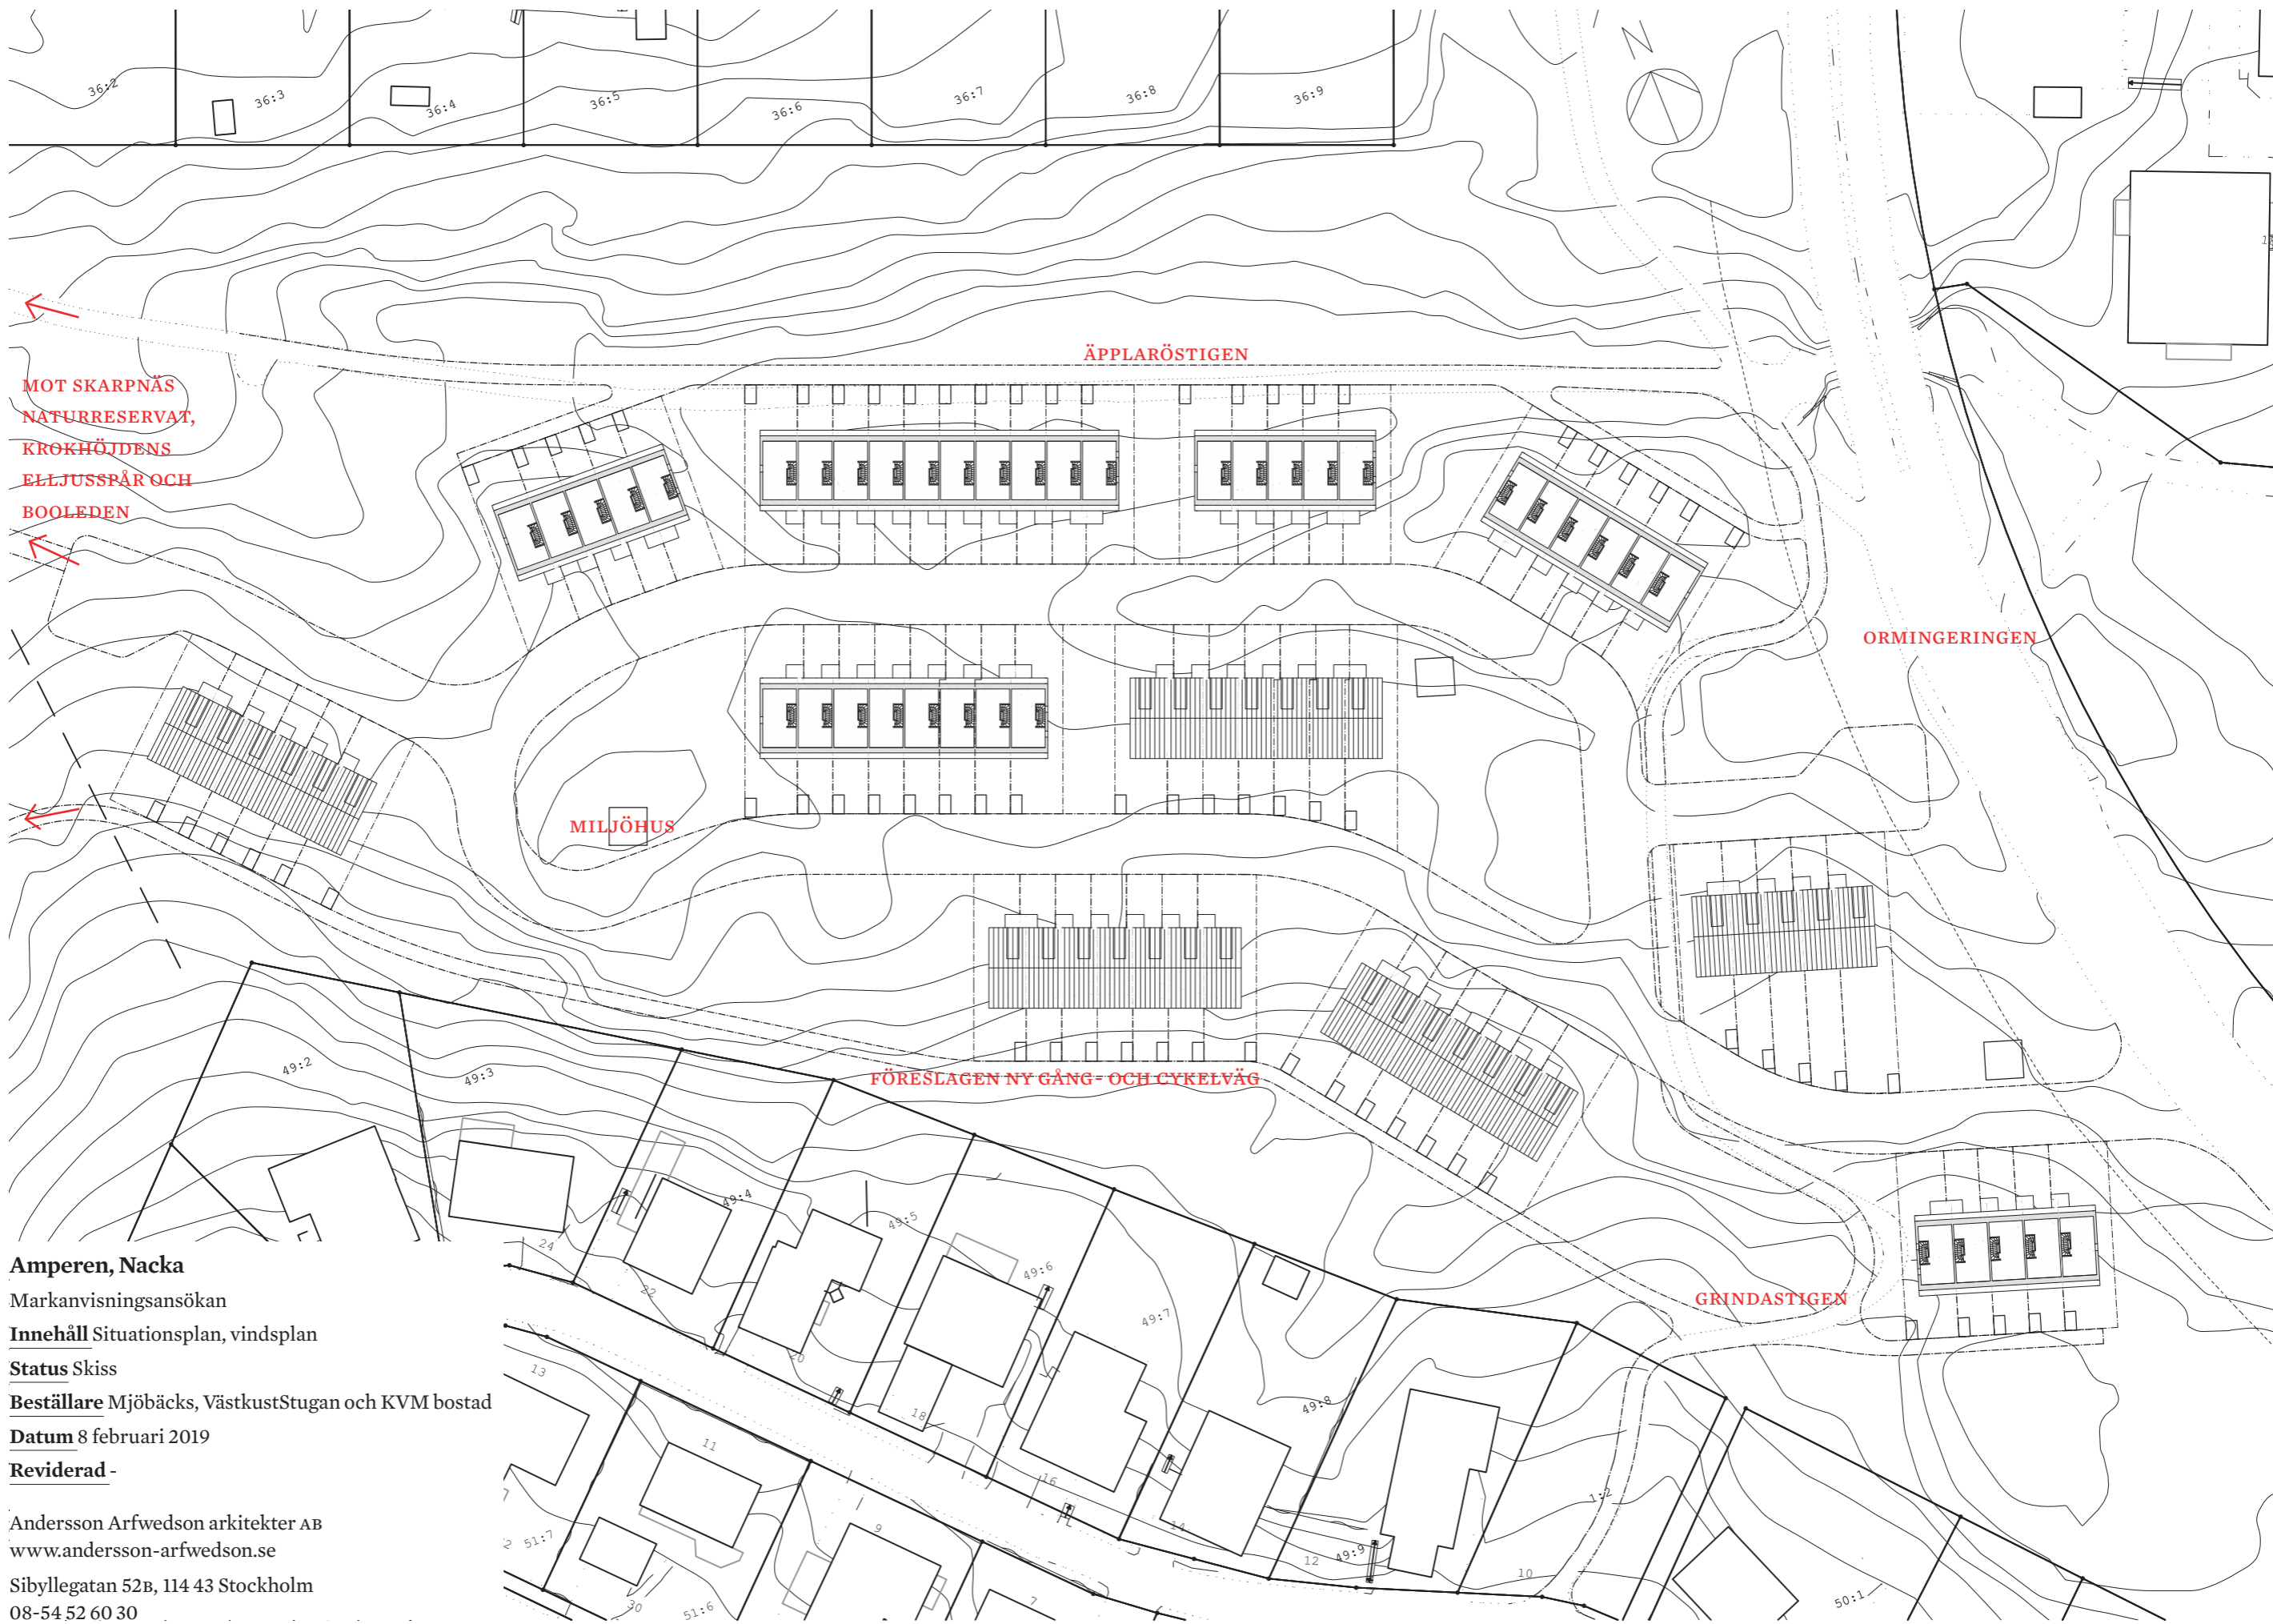 N
36:2
36:3
36:4
36:5
36:6
36:7
36:8
36:9
ÄPPLARÖSTIGEN
MOT SKARPNÄS
NATURRESERVAT,
KROKHÖJDENS
ELLJUSSPÅR OCH
BOOLEDEN
ORMINGERINGEN
MILJÖHUS
FÖRESLAGEN NY GÅNG- OCH CYKELVÄG
GRINDASTIGEN
49:2
49:3
49:4
49:5
49:6
49:7
49:8
49:9
1:2
50:1
24
22
20
18
16
14
12
10
13
11
9
7
30
51:7
51:6
Amperen, Nacka
Markanvisningsansökan
Innehåll Situationsplan, vindsplan
Status Skiss
Beställare Mjöbäcks, VästkustStugan och KVM bostad
Datum 8 februari 2019
Reviderad -
Andersson Arfwedson arkitekter AB
www.andersson-arfwedson.se
Sibyllegatan 52B, 114 43 Stockholm
08-54 52 60 30